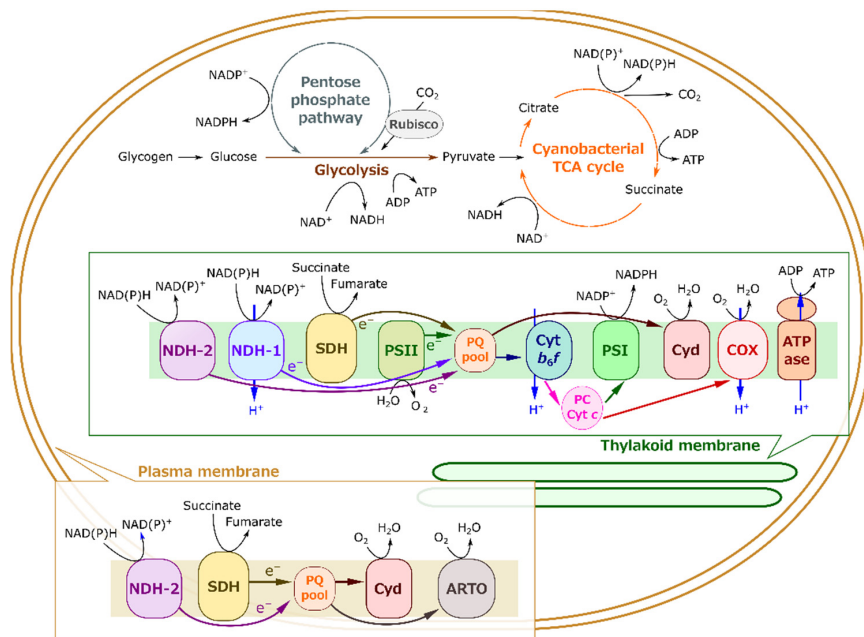 NADP⁺
NADPH
Pentose
phosphate
pathway
CO₂
Rubisco
Glycogen
Glucose
Glycolysis
Pyruvate
NAD⁺
NADH
ADP
ATP
NAD(P)⁺
NAD(P)H
CO₂
Citrate
Cyanobacterial
TCA cycle
ADP
ATP
Succinate
NADH
NAD⁺
NAD(P)H
NAD(P)⁺
NAD(P)H
NAD(P)⁺
Succinate
Fumarate
NADP⁺
NADPH
O₂
H₂O
O₂
H₂O
ADP
ATP
NDH-2
NDH-1
SDH
PSII
PQ
pool
Cyt
b₆f
PSI
Cyd
COX
ATP
ase
e⁻
e⁻
e⁻
e⁻
H₂O
O₂
H⁺
H⁺
PC
Cyt c
H⁺
H⁺
Thylakoid membrane
Plasma membrane
NAD(P)H
NAD(P)⁺
Succinate
Fumarate
O₂
H₂O
O₂
H₂O
NDH-2
SDH
e⁻
e⁻
PQ
pool
Cyd
ARTO